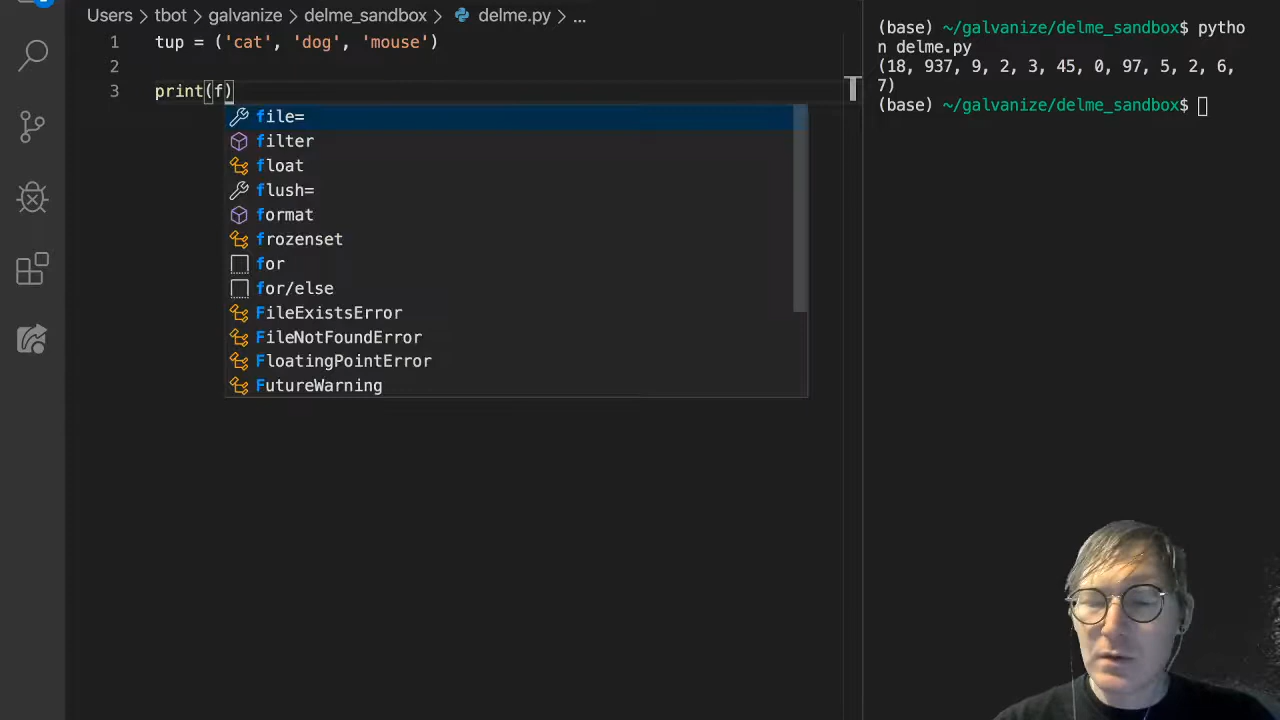 Users > tbot > galvanize > delme_sandbox > delme.py > ...
1 tup = ('cat', 'dog', 'mouse')
2
3 print(f)
file=
filter
float
flush=
format
frozenset
for
for/else
FileExistsError
FileNotFoundError
FloatingPointError
FutureWarning
(base) ~/galvanize/delme_sandbox$ pytho
n delme.py
(18, 937, 9, 2, 3, 45, 0, 97, 5, 2, 6,
7)
(base) ~/galvanize/delme_sandbox$